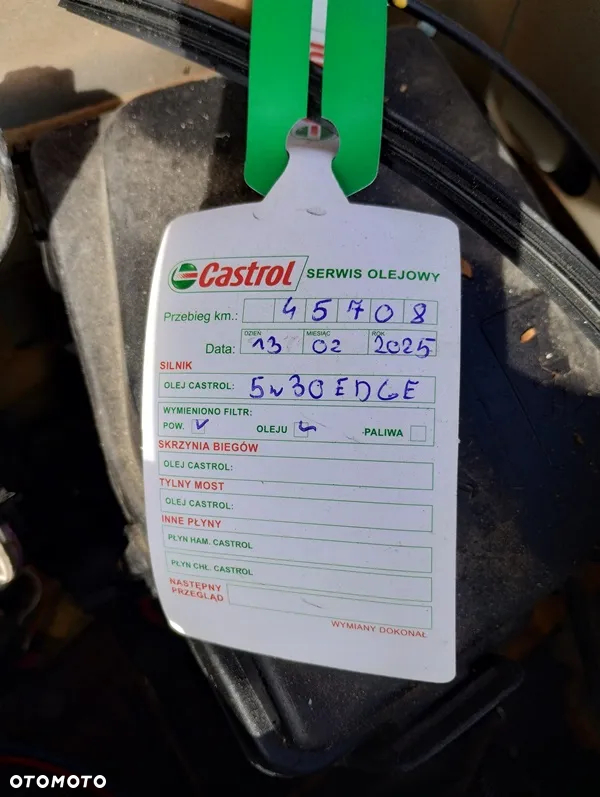 Castrol SERWIS OLEJOWY
Przebieg km.: 45708
DZIEŃ MIESIĄC ROK
Data: 13 02 2025
SILNIK
OLEJ CASTROL: 5w30 EDGE
WYMIENIONO FILTR:
POW. OLEJU PALIWA
SKRZYNIA BIEGÓW
OLEJ CASTROL:
TYLNY MOST
OLEJ CASTROL:
INNE PŁYNY
PŁYN HAM. CASTROL
PŁYN CHŁ. CASTROL
NASTĘPNY
PRZEGLĄD
WYMIANY DOKONAŁ
OTOMOTO